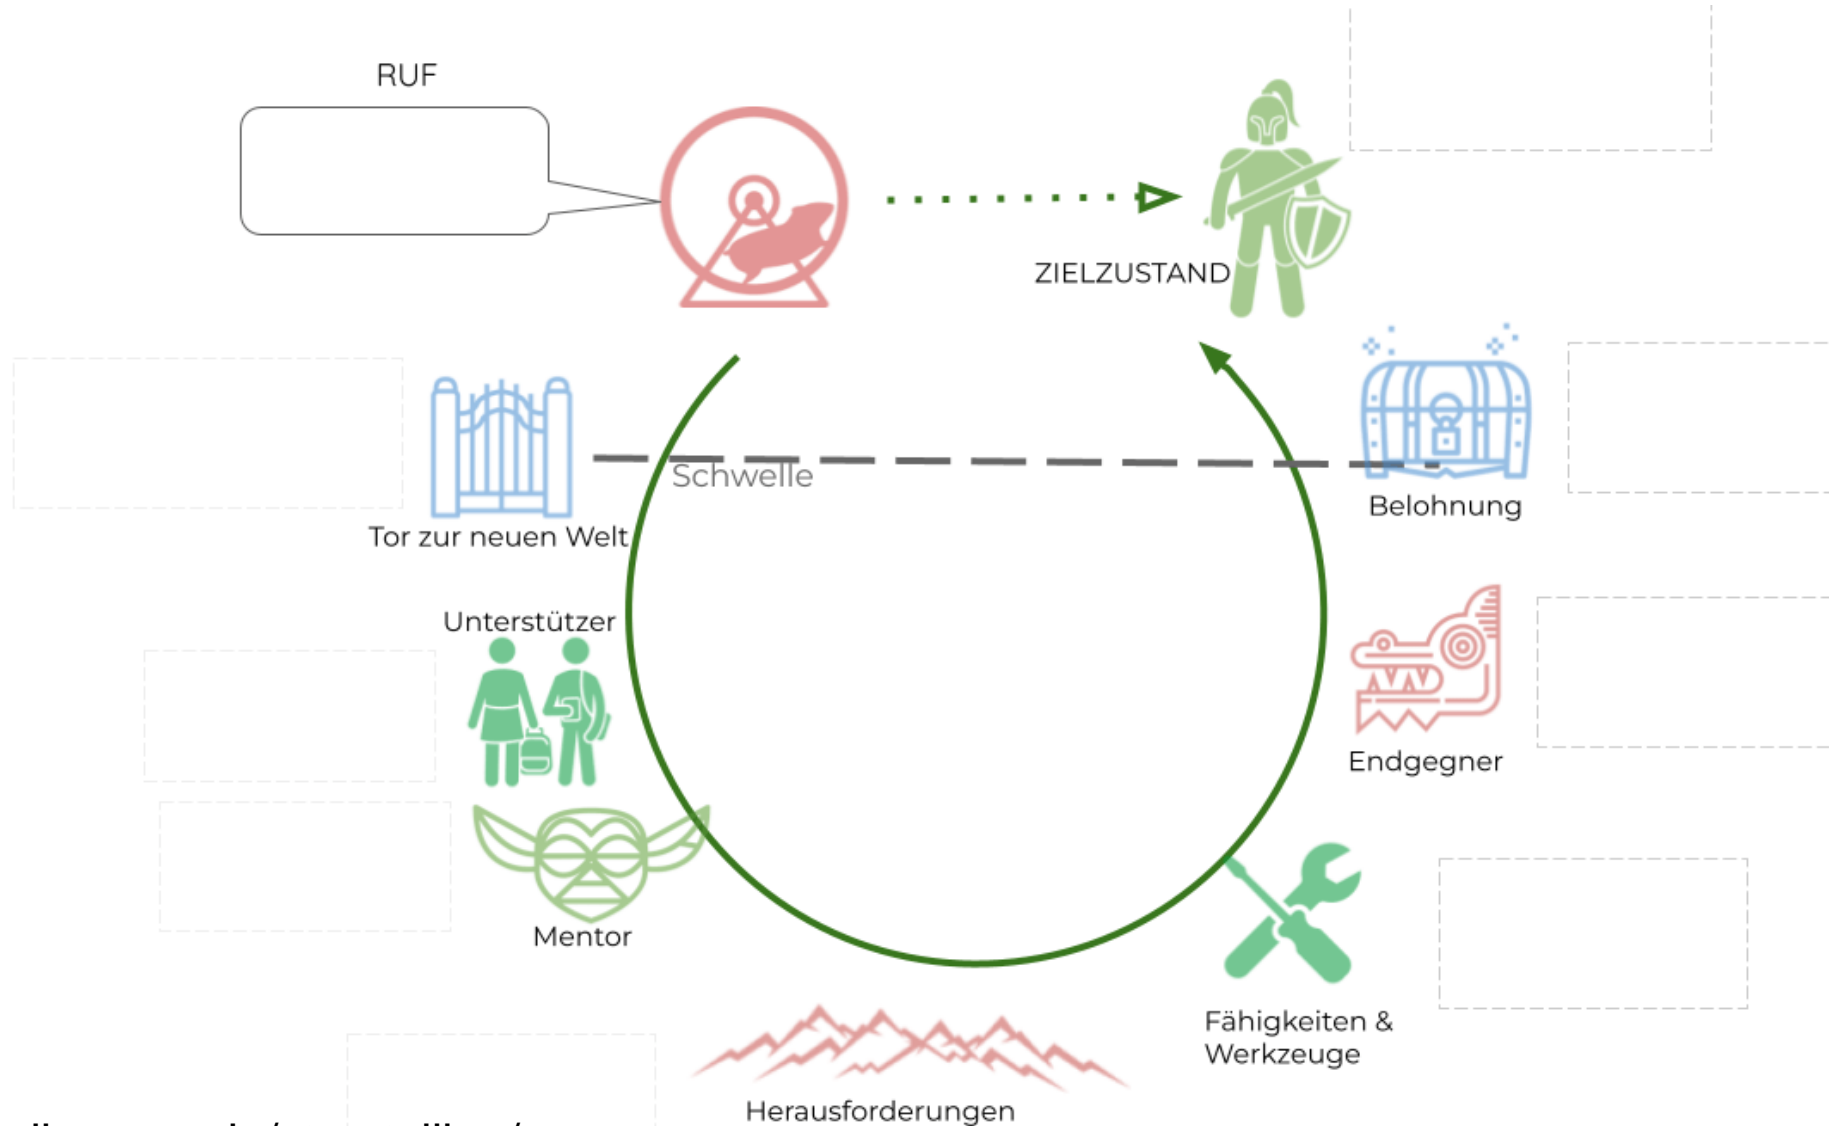 RUF
ZIELZUSTAND
Schwelle
Belohnung
Tor zur neuen Welt
Unterstützer
Endgegner
Mentor
Fähigkeiten &
Werkzeuge
Herausforderungen